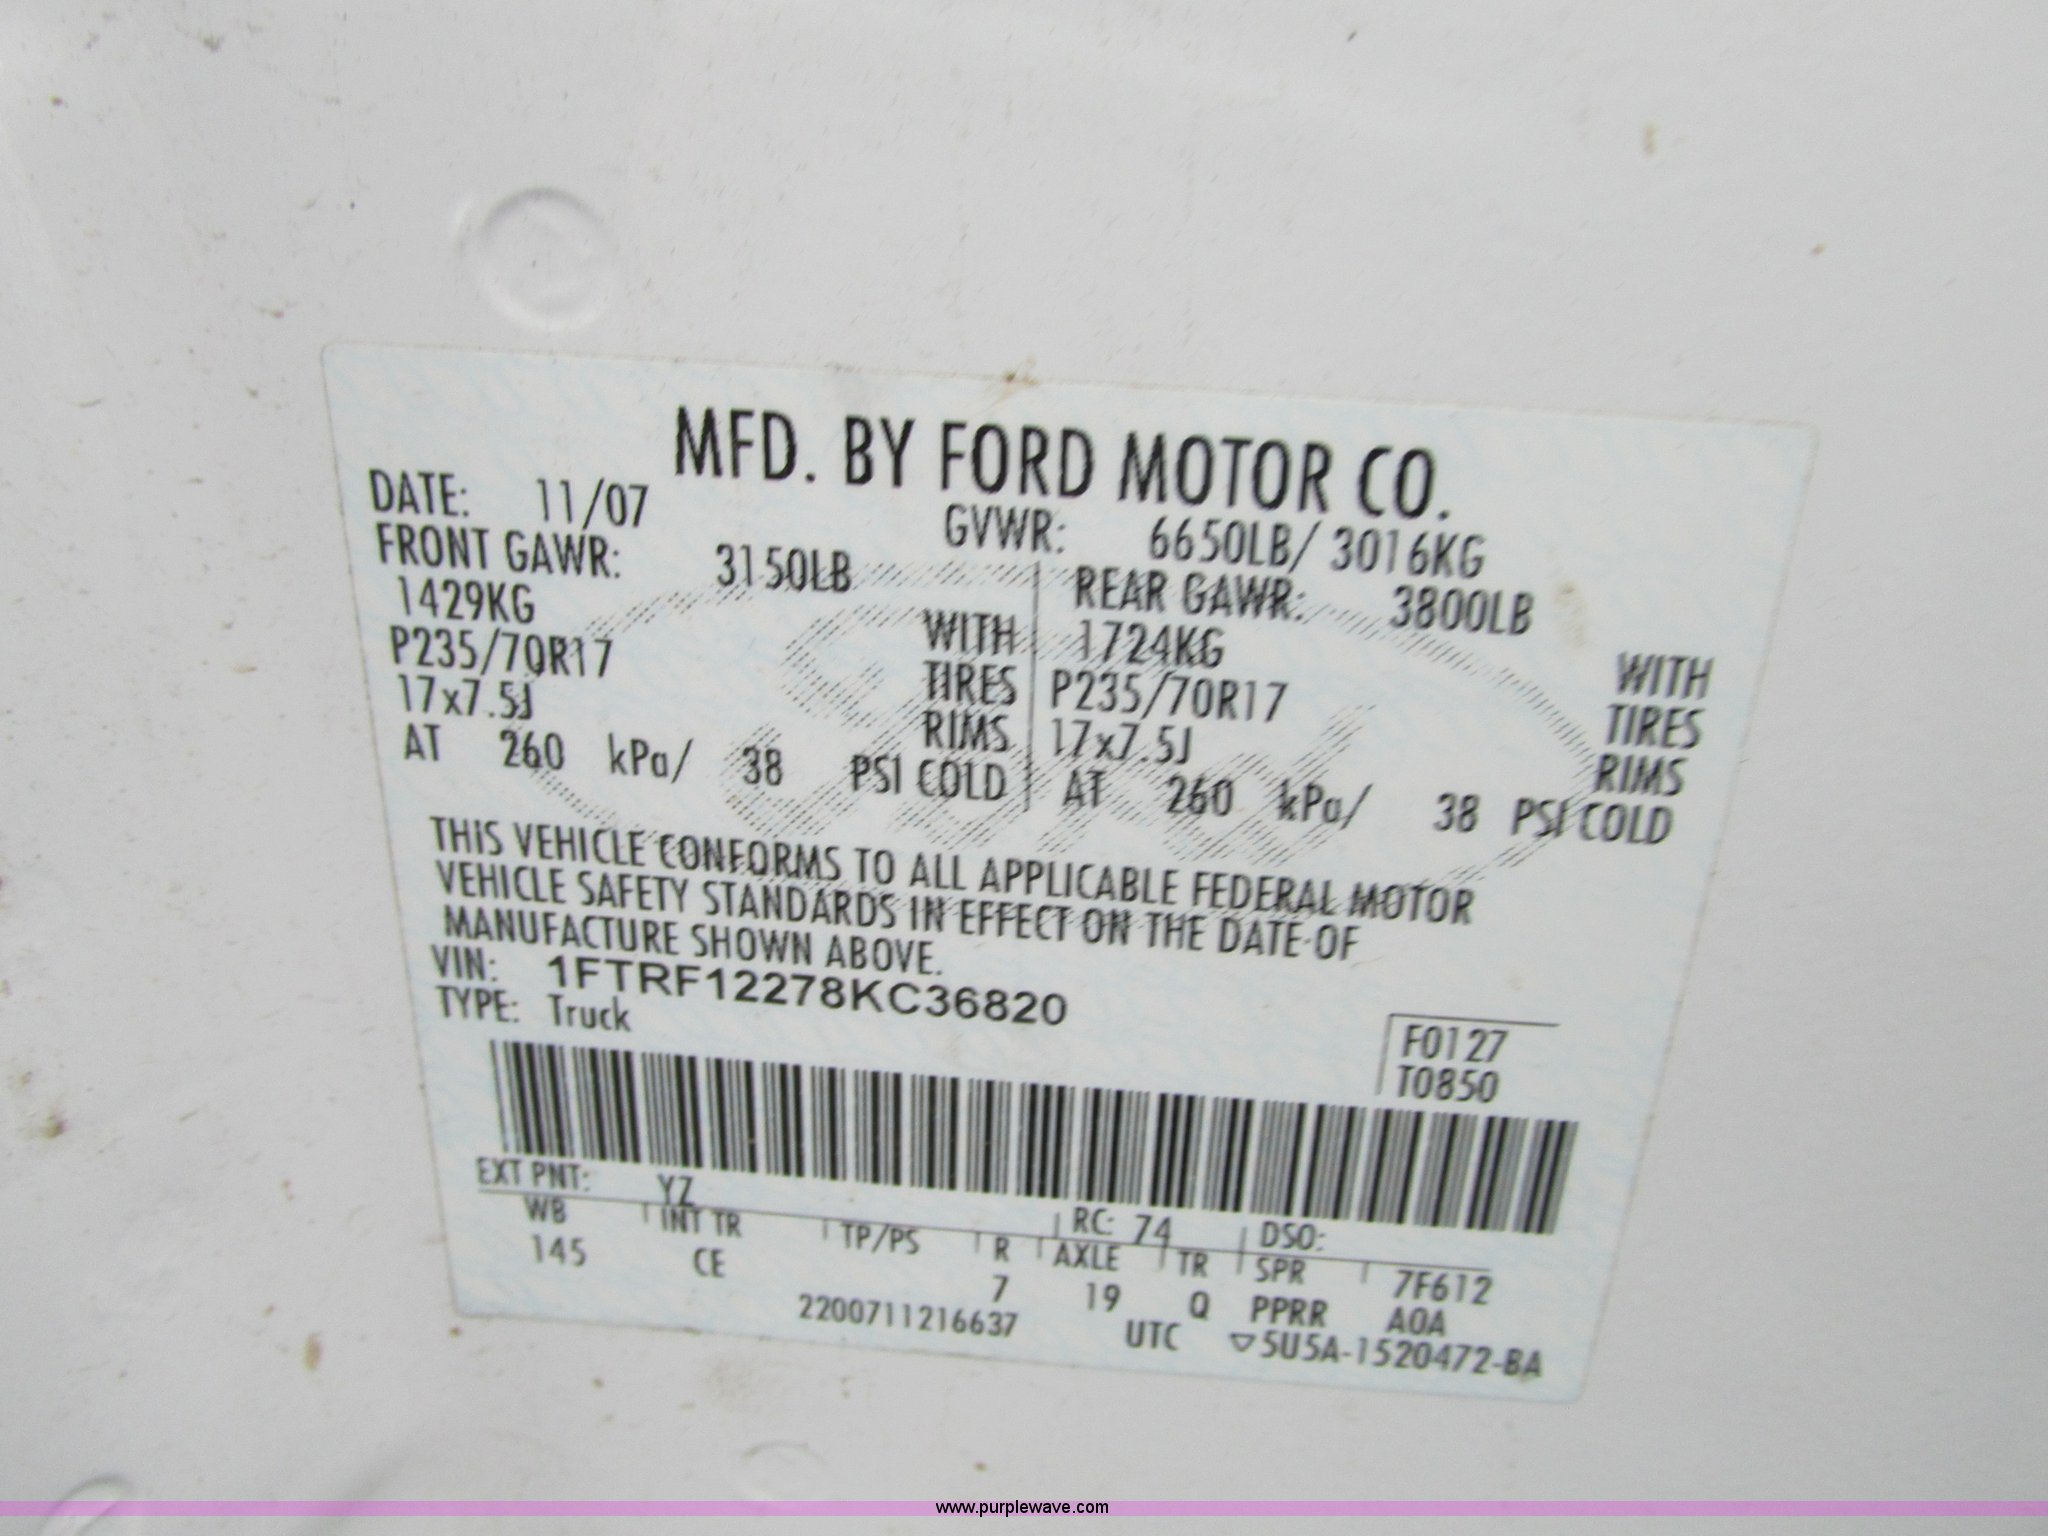 MFD. BY FORD MOTOR CO.
DATE: 11/07 GVWR: 6650LB/ 3016KG
FRONT GAWR: 3150LB REAR GAWR: 3800LB
1429KG WITH 1724KG WITH
P235/70R17 TIRES P235/70R17 TIRES
17x7.5J RIMS 17x7.5J RIMS
AT 260 kPa/ 38 PSI COLD AT 260 kPa/ 38 PSI COLD
THIS VEHICLE CONFORMS TO ALL APPLICABLE FEDERAL MOTOR
VEHICLE SAFETY STANDARDS IN EFFECT ON THE DATE OF
MANUFACTURE SHOWN ABOVE.
VIN: 1FTRF12278KC36820
TYPE: Truck
F0127
T0850
EXT PNT: YZ RC: 74 DSO:
WB INT TR TP/PS R AXLE TR SPR 7F612
145 CE 7 19 Q PPRR A0A
2200711216637 UTC ▽5U5A-1520472-BA
www.purplewave.com